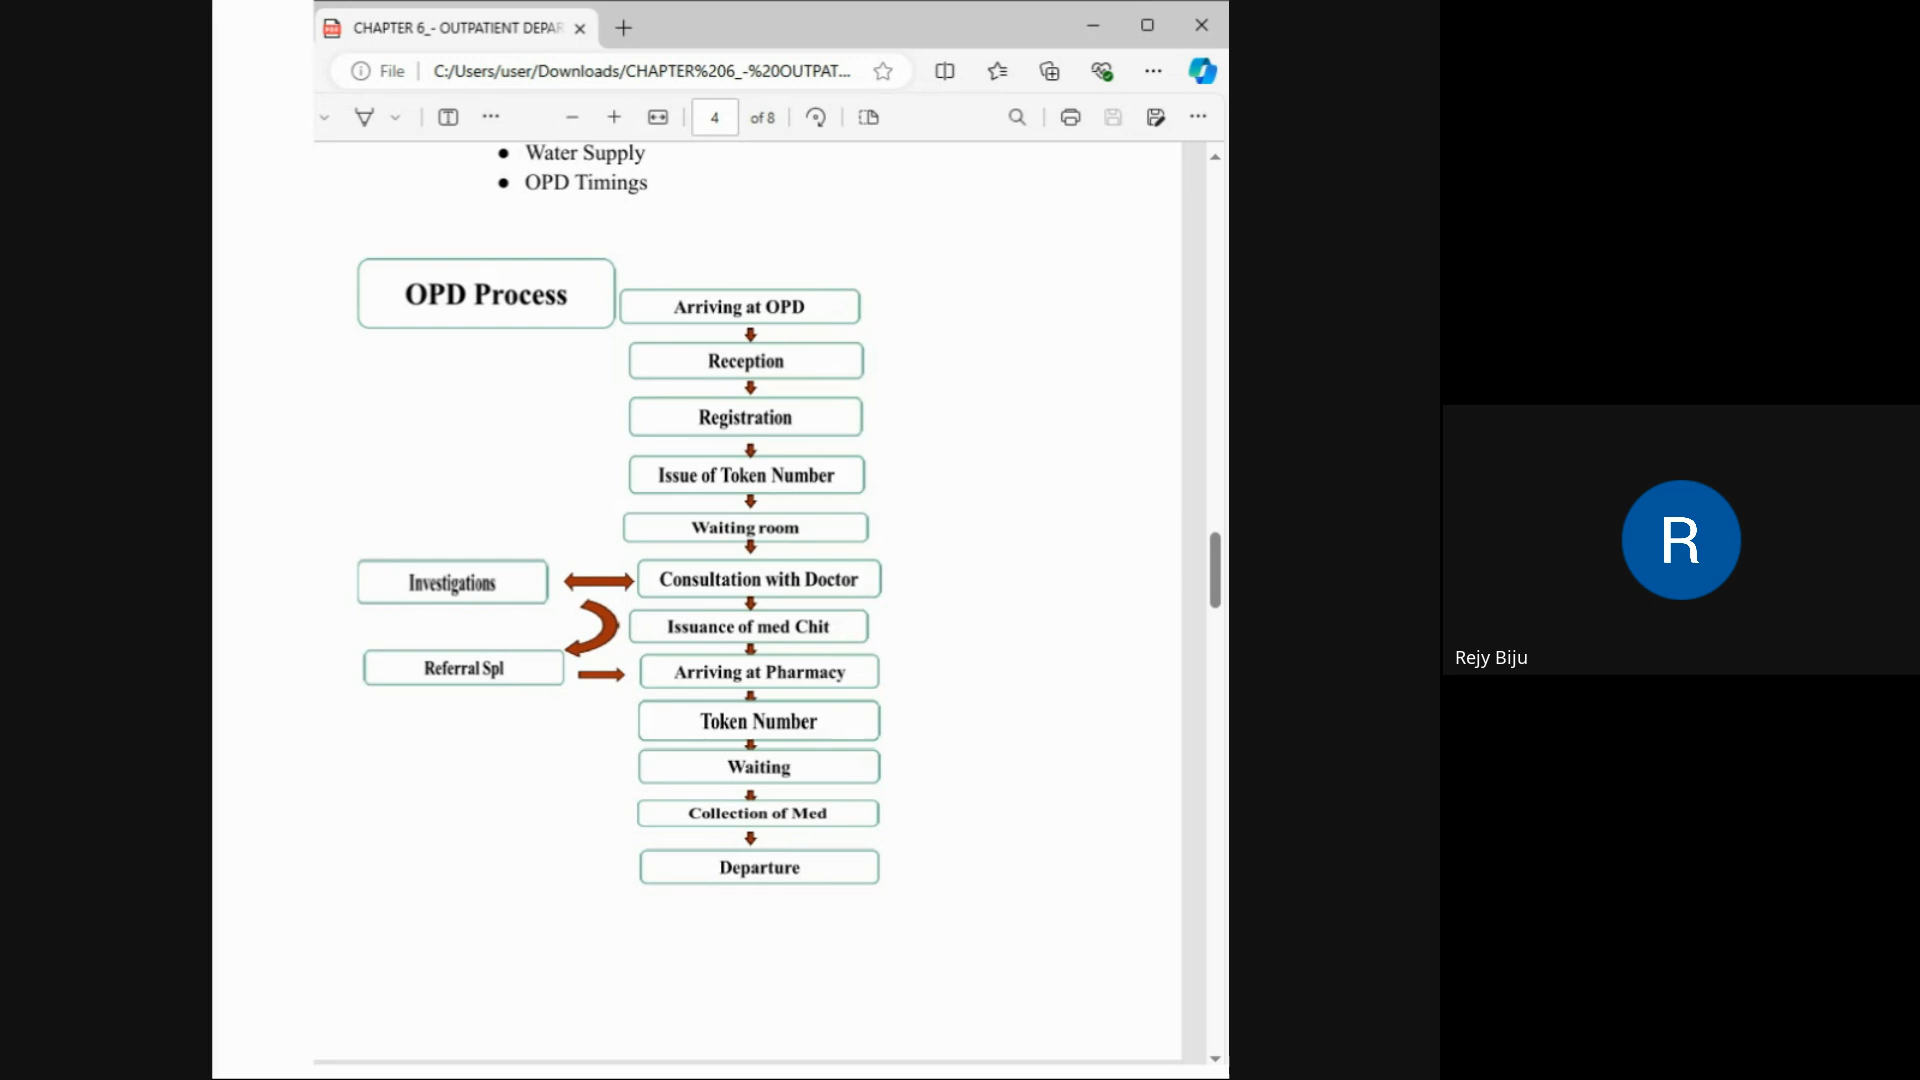 CHAPTER 6_- OUTPATIENT DEPAR
File
C:/Users/user/Downloads/CHAPTER%206_-%20OUTPAT...
4 of 8
● Water Supply
● OPD Timings
OPD Process
Arriving at OPD
Reception
Registration
Issue of Token Number
Waiting room
Investigations
Consultation with Doctor
Issuance of med Chit
Referral Spl
Arriving at Pharmacy
Token Number
Waiting
Collection of Med
Departure
R
Rejy Biju